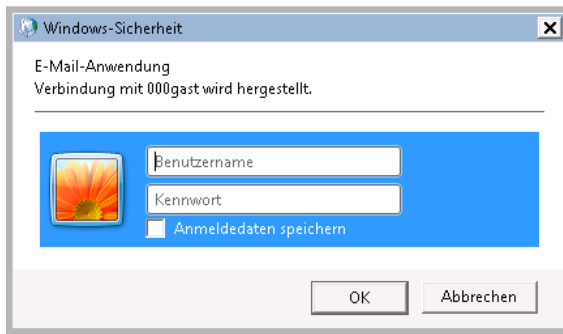 Windows-Sicherheit
E-Mail-Anwendung
Verbindung mit 000gast wird hergestellt.
Benutzername
Kennwort
Anmeldedaten speichern
OK
Abbrechen